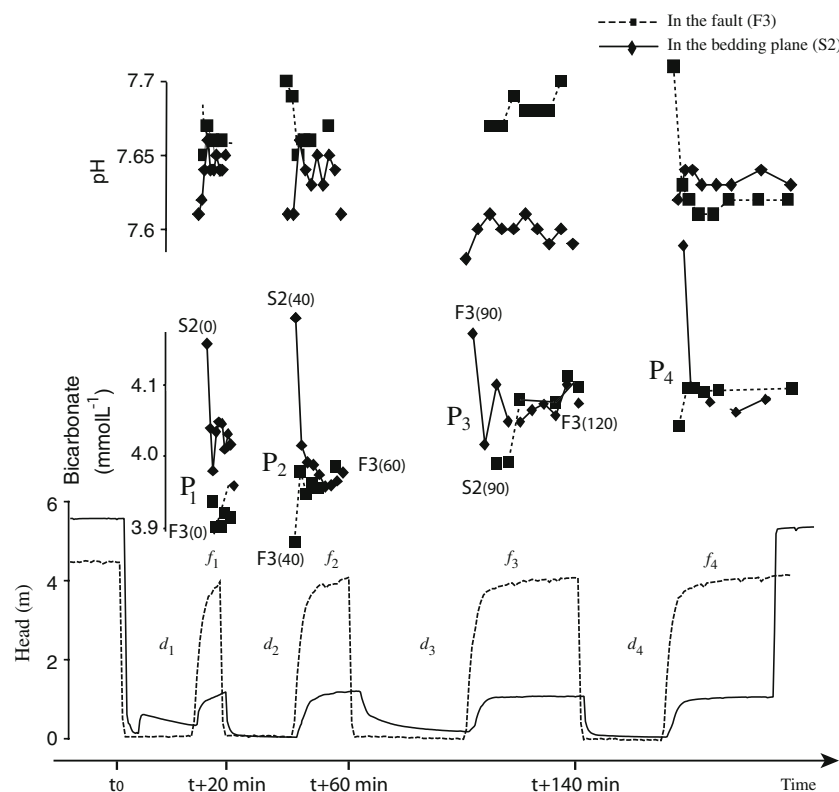 In the fault (F3)
In the bedding plane (S2)
pH
7.7
7.65
7.6
Bicarbonate
(mmolL-1)
4.1
4.0
3.9
S2(0)
P1
F3(0)
S2(40)
P2
F3(60)
F3(40)
F3(90)
P3
F3(120)
S2(90)
P4
Head (m)
6
4
2
0
f1
f2
f3
f4
d1
d2
d3
d4
t0
t+20 min
t+60 min
t+140 min
Time